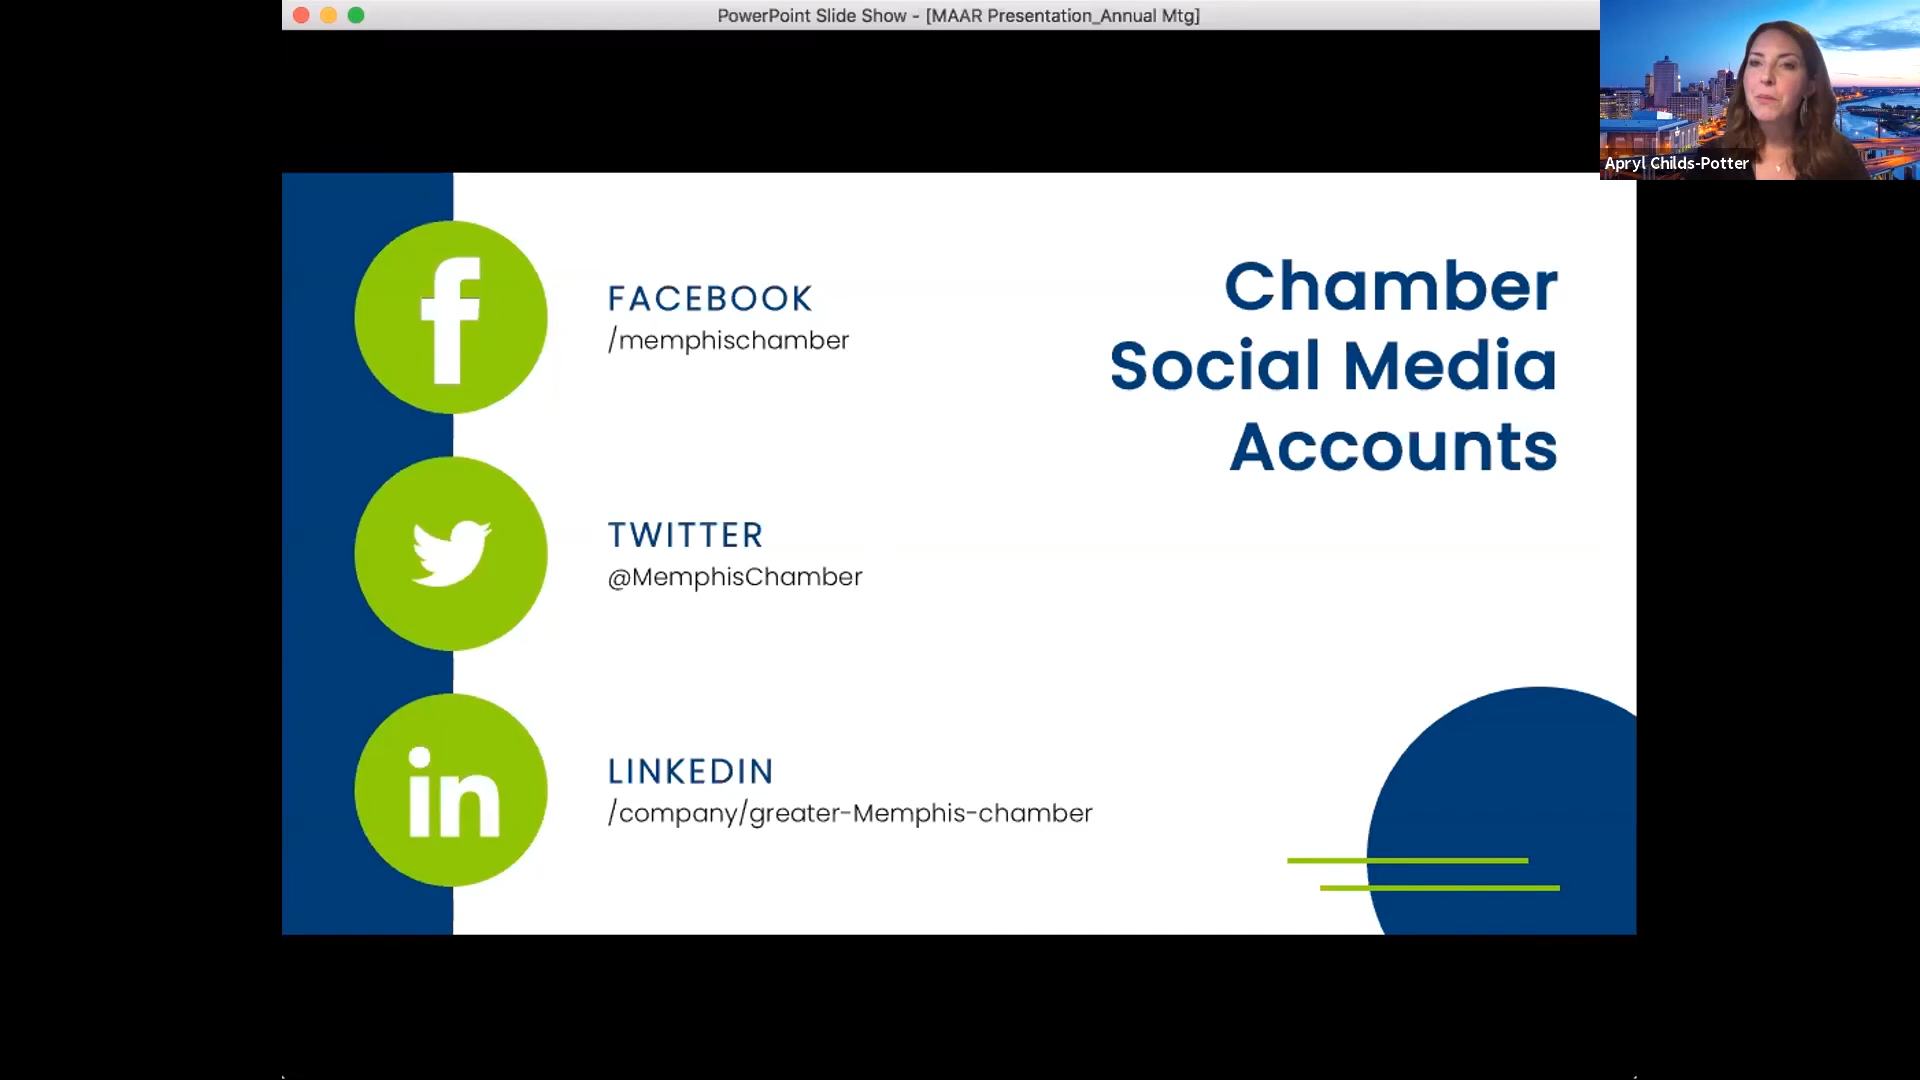 PowerPoint Slide Show - [MAAR Presentation_Annual Mtg]
Apryl Childs-Potter
Chamber
Social Media
Accounts
FACEBOOK
/memphischamber
TWITTER
@MemphisChamber
LINKEDIN
/company/greater-Memphis-chamber